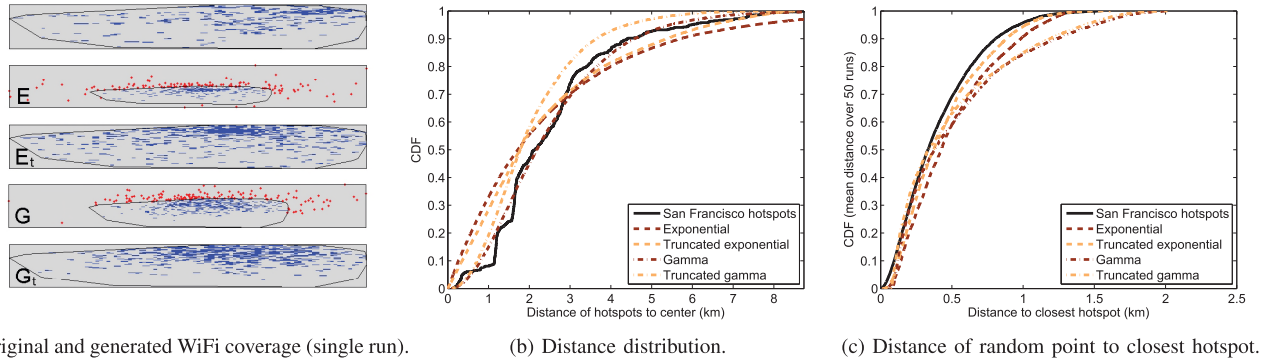 E
Et
G
Gt
1
0.9
0.8
0.7
0.6
0.5
0.4
0.3
0.2
0.1
0
CDF
0 1 2 3 4 5 6 7 8
Distance of hotspots to center (km)
San Francisco hotspots
Exponential
Truncated exponential
Gamma
Truncated gamma
1
0.9
0.8
0.7
0.6
0.5
0.4
0.3
0.2
0.1
0
CDF (mean distance over 50 runs)
0 0.5 1 1.5 2 2.5
Distance to closest hotspot (km)
San Francisco hotspots
Exponential
Truncated exponential
Gamma
Truncated gamma
riginal and generated WiFi coverage (single run).
(b) Distance distribution.
(c) Distance of random point to closest hotspot.